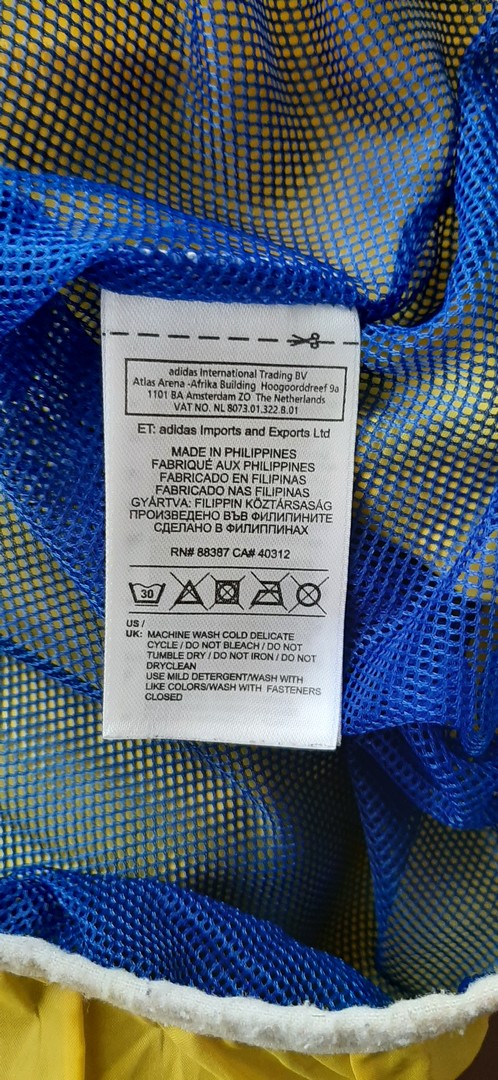 adidas International Trading BV
Atlas Arena -Afrika Building Hoogoorddreef 9a
1101 BA Amsterdam ZO The Netherlands
VAT NO. NL 8073.01.322.B.01
ET: adidas Imports and Exports Ltd
MADE IN PHILIPPINES
FABRIQUÉ AUX PHILIPPINES
FABRICADO EN FILIPINAS
FABRICADO NAS FILIPINAS
GYÁRTVA: FILIPPIN KÖZTÁRSASÁG
ПРОИЗВЕДЕНО ВЪВ ФИЛИПИНИТЕ
СДЕЛАНО В ФИЛИППИНАХ
RN# 88387 CA# 40312
30
US /
UK: MACHINE WASH COLD DELICATE
CYCLE / DO NOT BLEACH / DO NOT
TUMBLE DRY / DO NOT IRON / DO NOT
DRYCLEAN
USE MILD DETERGENT/WASH WITH
LIKE COLORS/WASH WITH FASTENERS
CLOSED